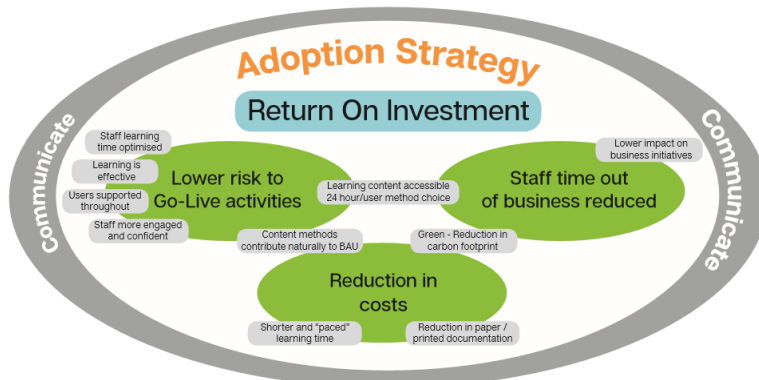 Adoption Strategy
Return On Investment
Communicate
Communicate
Staff learning
time optimised
Learning is
effective
Users supported
throughout
Staff more engaged
and confident
Lower risk to
Go-Live activities
Learning content accessible
24 hour/user method choice
Lower impact on
business initiatives
Staff time out
of business reduced
Content methods
contribute naturally to BAU
Green - Reduction in
carbon footprint
Reduction in
costs
Shorter and “paced”
learning time
Reduction in paper /
printed documentation